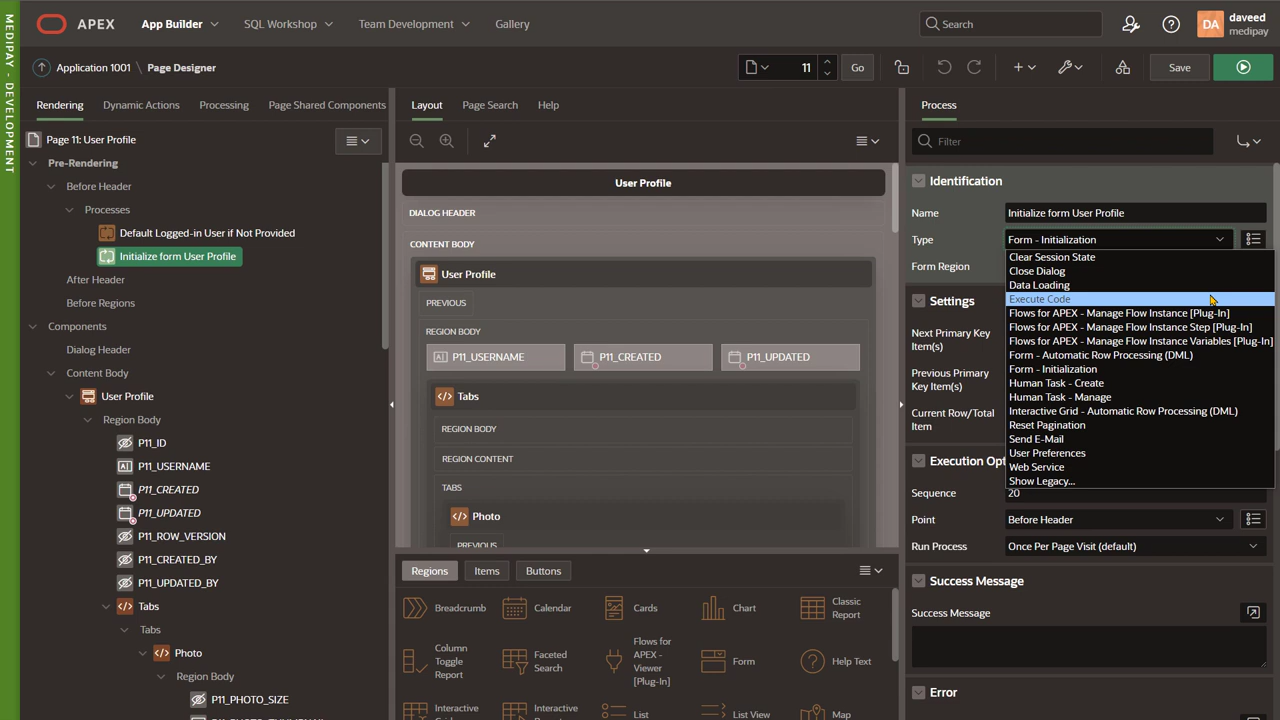 MEDIPAY - DEVELOPMENT
APEX
App Builder
SQL Workshop
Team Development
Gallery
Search
DA
daveed
medipay
Application 1001 \ Page Designer
11
Go
Save
Rendering
Dynamic Actions
Processing
Page Shared Components
Page 11: User Profile
Pre-Rendering
Before Header
Processes
Default Logged-in User if Not Provided
Initialize form User Profile
After Header
Before Regions
Components
Dialog Header
Content Body
User Profile
Region Body
P11_ID
P11_USERNAME
P11_CREATED
P11_UPDATED
P11_ROW_VERSION
P11_CREATED_BY
P11_UPDATED_BY
Tabs
Tabs
Photo
Region Body
P11_PHOTO_SIZE
Layout
Page Search
Help
User Profile
DIALOG HEADER
CONTENT BODY
User Profile
PREVIOUS
REGION BODY
P11_USERNAME
P11_CREATED
P11_UPDATED
Tabs
REGION BODY
REGION CONTENT
TABS
Photo
PREVIOUS
Regions
Items
Buttons
Breadcrumb
Calendar
Cards
Chart
Classic
Report
Column
Toggle
Report
Faceted
Search
Flows for
APEX -
Viewer
[Plug-In]
Form
Help Text
Interactive
Interactive
List
List View
Map
Process
Filter
Identification
Name
Initialize form User Profile
Type
Form - Initialization
Form Region
Clear Session State
Close Dialog
Data Loading
Execute Code
Flows for APEX - Manage Flow Instance [Plug-In]
Flows for APEX - Manage Flow Instance Step [Plug-In]
Flows for APEX - Manage Flow Instance Variables [Plug-In]
Form - Automatic Row Processing (DML)
Form - Initialization
Human Task - Create
Human Task - Manage
Interactive Grid - Automatic Row Processing (DML)
Reset Pagination
Send E-Mail
User Preferences
Web Service
Show Legacy...
Settings
Next Primary Key
Item(s)
Previous Primary
Key Item(s)
Current Row/Total
Item
Execution Opt
Sequence
20
Point
Before Header
Run Process
Once Per Page Visit (default)
Success Message
Success Message
Error